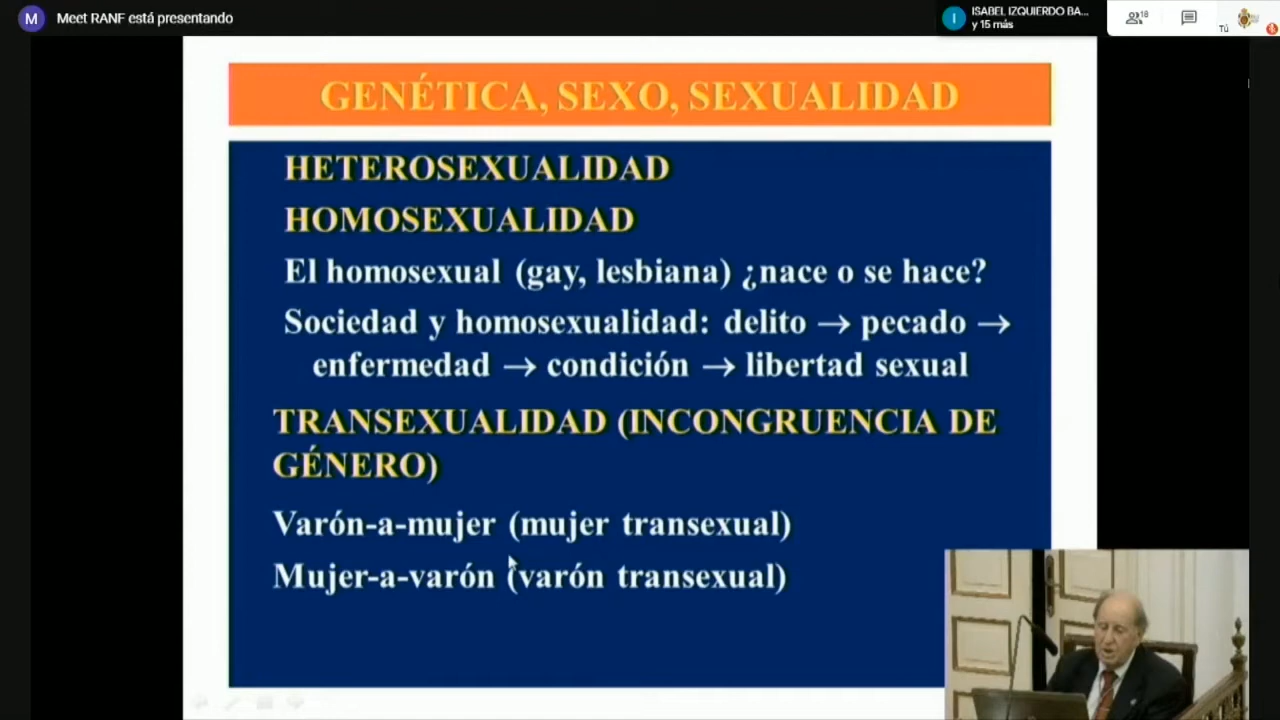 M Meet RANF está presentando
I ISABEL IZQUIERDO BA...
y 15 más
18
Tú
GENÉTICA, SEXO, SEXUALIDAD
HETEROSEXUALIDAD
HOMOSEXUALIDAD
El homosexual (gay, lesbiana) ¿nace o se hace?
Sociedad y homosexualidad: delito → pecado →
enfermedad → condición → libertad sexual
TRANSEXUALIDAD (INCONGRUENCIA DE
GÉNERO)
Varón-a-mujer (mujer transexual)
Mujer-a-varón (varón transexual)